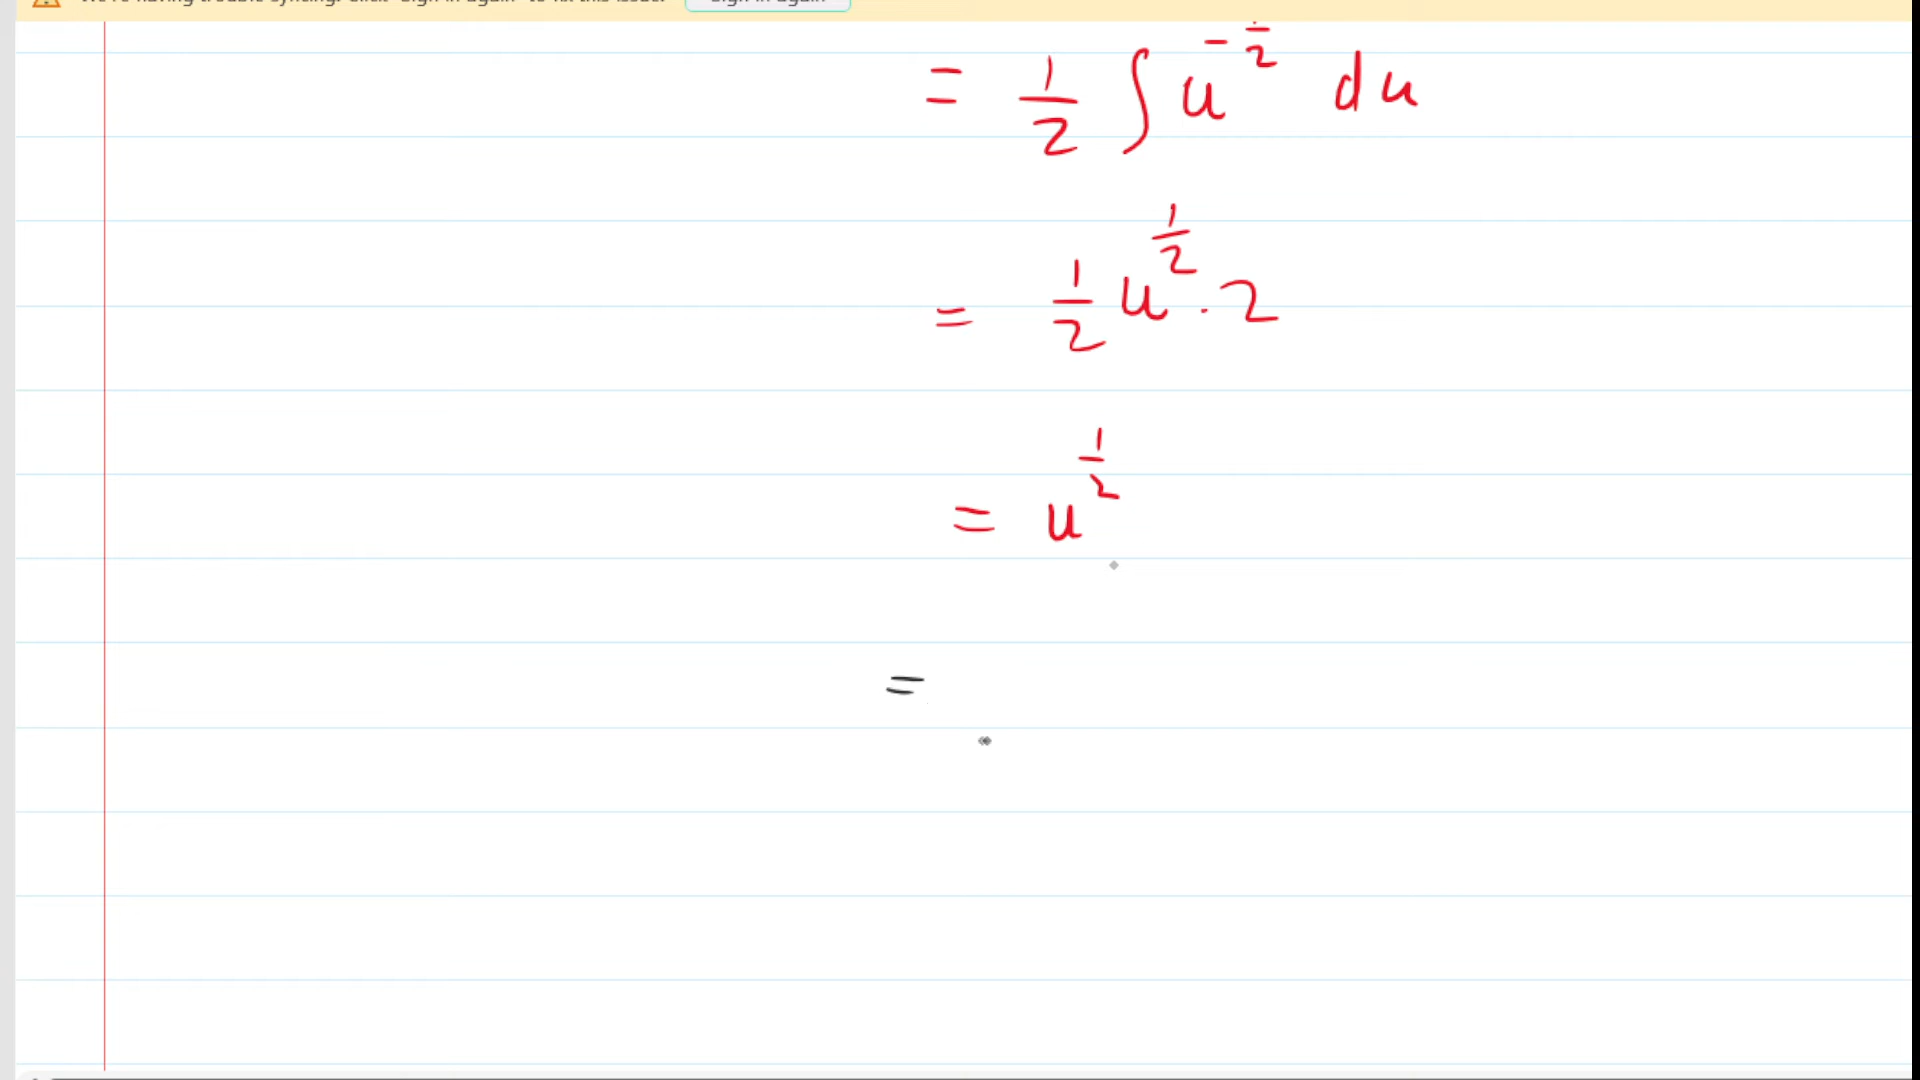 = 1/2 ∫ u^-1/2 du
= 1/2 u^1/2 . 2
= u^1/2
=